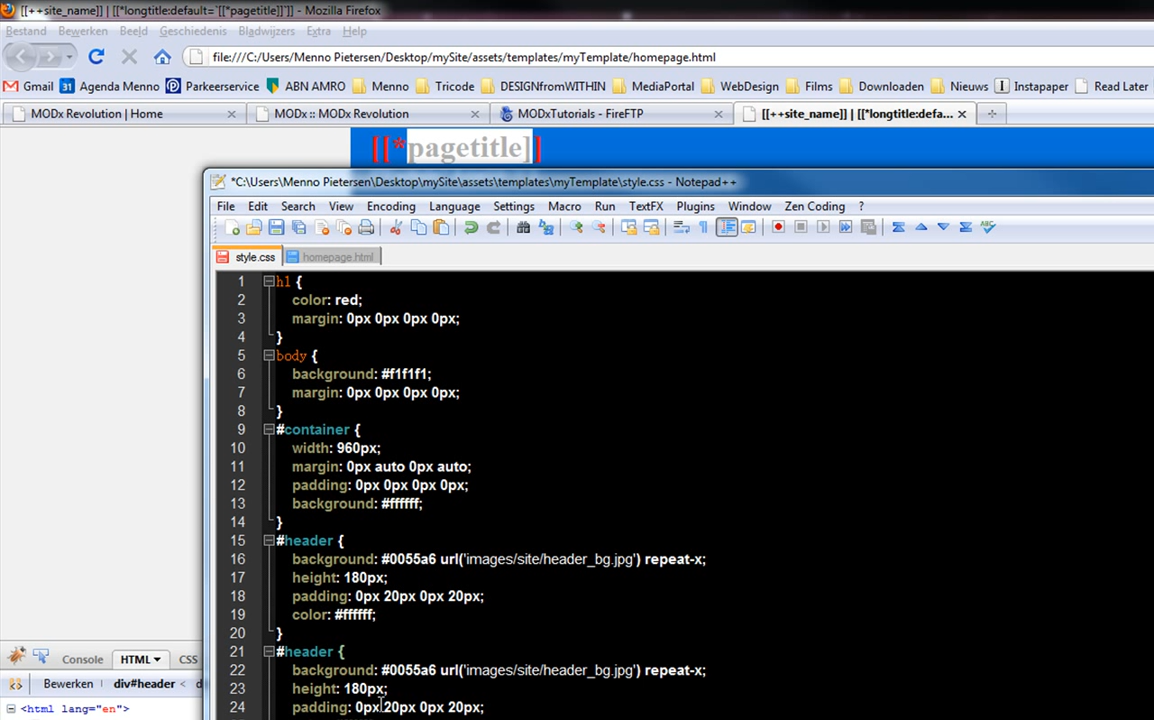 [[++site_name]] | [[*longtitle:default=`[[*pagetitle]]`]] - Mozilla Firefox
Bestand Bewerken Beeld Geschiedenis Bladwijzers Extra Help
file:///C:/Users/Menno Pietersen/Desktop/mySite/assets/templates/myTemplate/homepage.html
Gmail 31 Agenda Menno Parkeerservice ABN AMRO Menno Tricode DESIGNfromWITHIN MediaPortal WebDesign Films Downloaden Nieuws Instapaper Read Later
MODx Revolution | Home MODx :: MODx Revolution MODxTutorials - FireFTP [[++site_name]] | [[*longtitle:defa...
[[*pagetitle]]
*C:\Users\Menno Pietersen\Desktop\mySite\assets\templates\myTemplate\style.css - Notepad++
File Edit Search View Encoding Language Settings Macro Run TextFX Plugins Window Zen Coding ?
style.css homepage.html
1 h1 {
2 color: red;
3 margin: 0px 0px 0px 0px;
4 }
5 body {
6 background: #f1f1f1;
7 margin: 0px 0px 0px 0px;
8 }
9 #container {
10 width: 960px;
11 margin: 0px auto 0px auto;
12 padding: 0px 0px 0px 0px;
13 background: #ffffff;
14 }
15 #header {
16 background: #0055a6 url('images/site/header_bg.jpg') repeat-x;
17 height: 180px;
18 padding: 0px 20px 0px 20px;
19 color: #ffffff;
20 }
21 #header {
22 background: #0055a6 url('images/site/header_bg.jpg') repeat-x;
23 height: 180px;
24 padding: 0px 20px 0px 20px;
Console HTML CSS
Bewerken div#header <
<html lang="en">